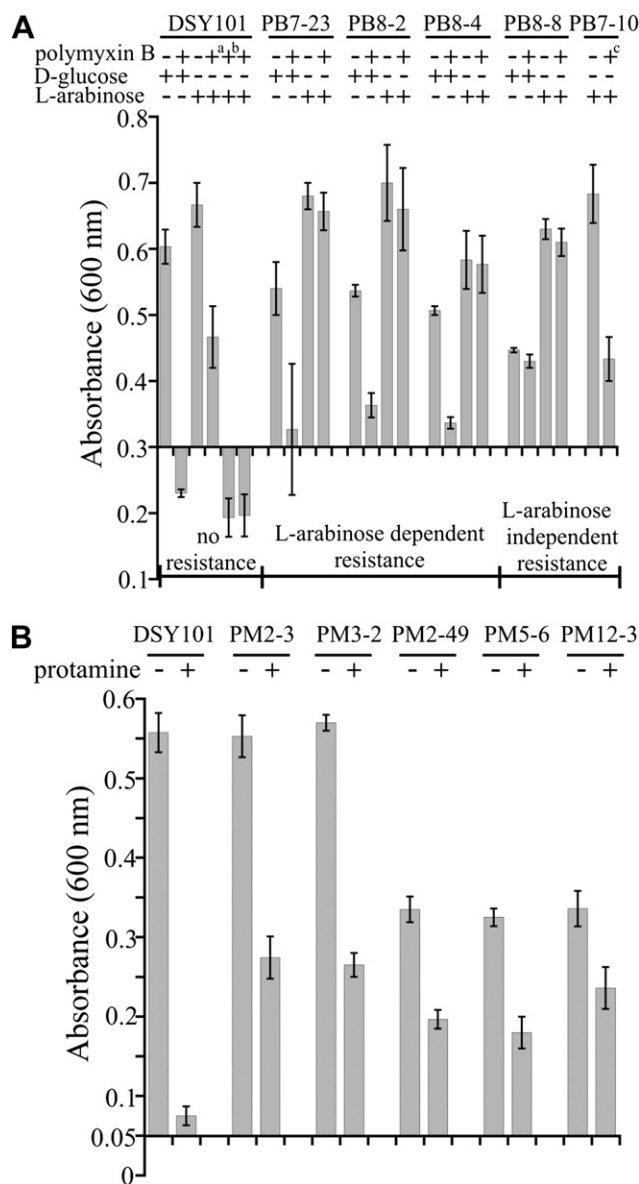 A
DSY101 PB7-23 PB8-2 PB8-4 PB8-8 PB7-10
polymyxin B - + - +a +b + - + - + - + - + - + - + - + - + - +c
D-glucose + + - - - - + + - - + + - - + + - - + + - - - -
L-arabinose - - + + + + - - + + - - + + - - + + - - + + + +
Absorbance (600 nm)
0.8
0.7
0.6
0.5
0.4
0.3
0.2
0.1
no resistance
L-arabinose dependent resistance
L-arabinose independent resistance
B
DSY101 PM2-3 PM3-2 PM2-49 PM5-6 PM12-3
protamine - + - + - + - + - + - +
Absorbance (600 nm)
0.6
0.5
0.3
0.2
0.1
0.05
0